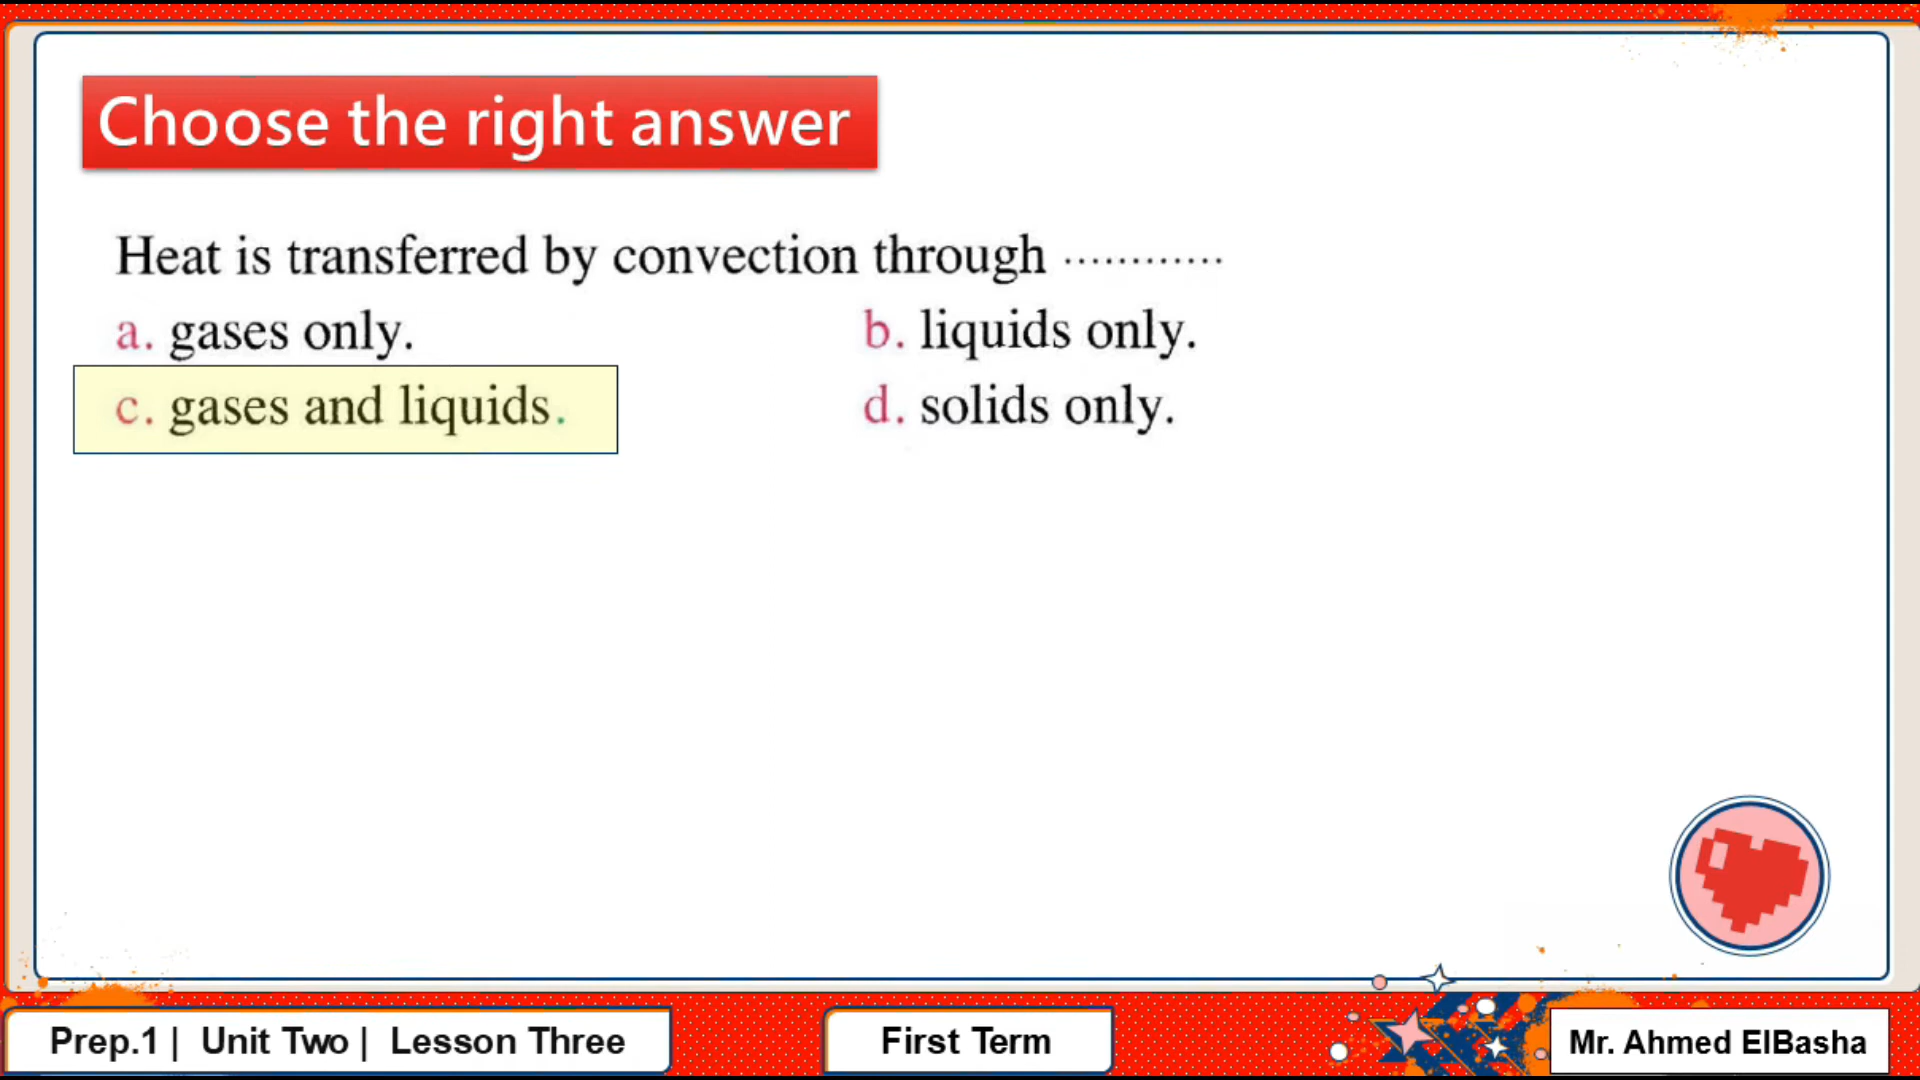 Choose the right answer
Heat is transferred by convection through ............
a. gases only.
b. liquids only.
c. gases and liquids.
d. solids only.
Prep.1 | Unit Two | Lesson Three
First Term
Mr. Ahmed ElBasha